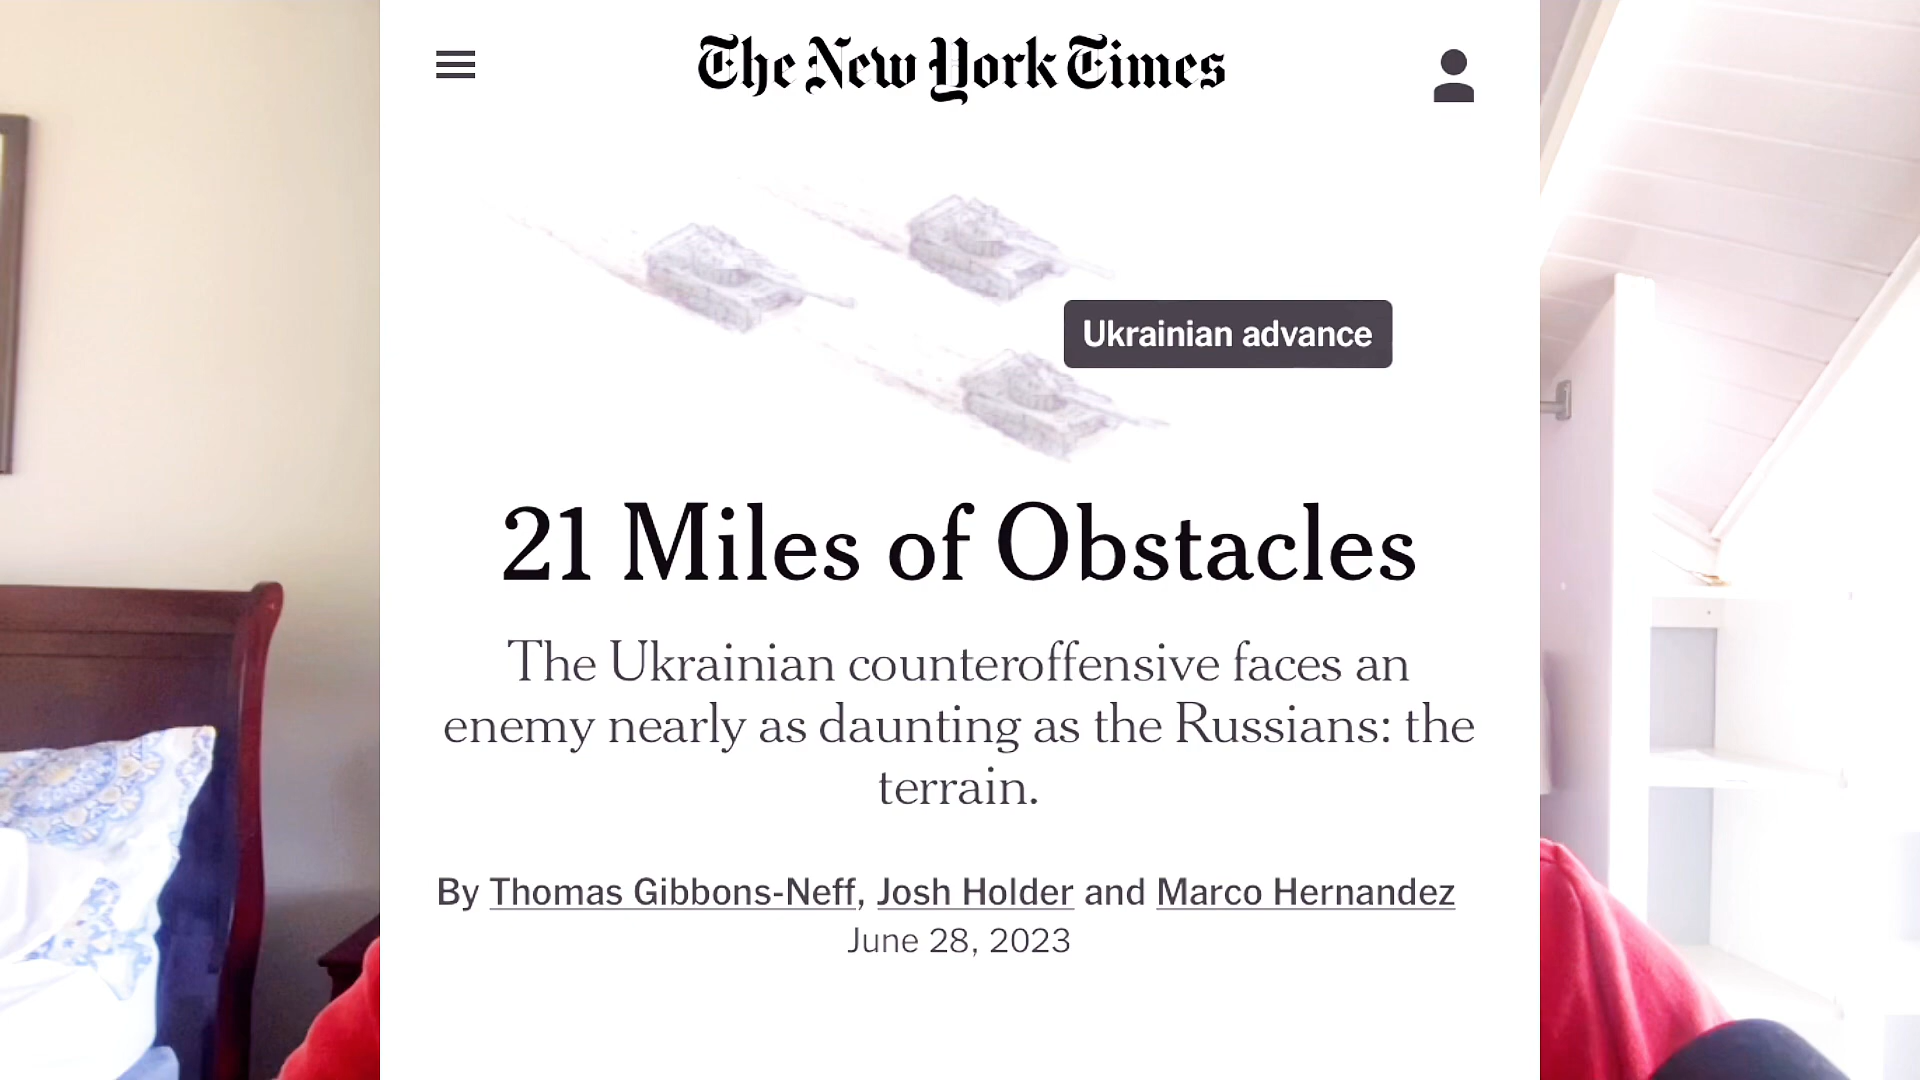 The New York Times
Ukrainian advance
21 Miles of Obstacles
The Ukrainian counteroffensive faces an
enemy nearly as daunting as the Russians: the
terrain.
By Thomas Gibbons-Neff, Josh Holder and Marco Hernandez
June 28, 2023